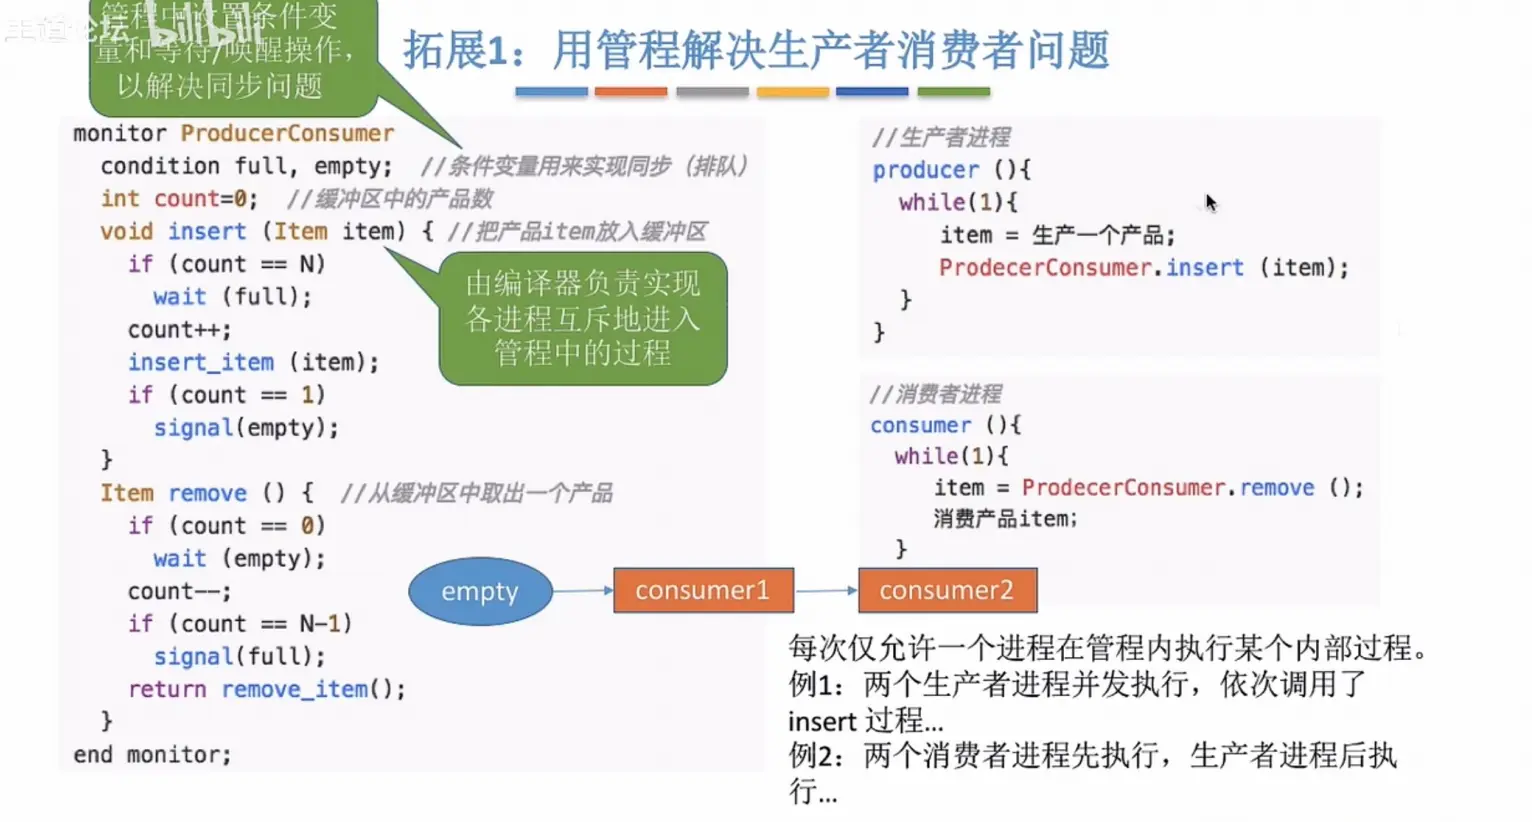 王道论坛 bilibili
管程中设置条件变
量和等待/唤醒操作，
以解决同步问题
拓展1：用管程解决生产者消费者问题
monitor ProducerConsumer
condition full, empty; //条件变量用来实现同步（排队）
int count=0; //缓冲区中的产品数
void insert (Item item) { //把产品item放入缓冲区
if (count == N)
wait (full);
count++;
insert_item (item);
if (count == 1)
signal(empty);
}
Item remove () { //从缓冲区中取出一个产品
if (count == 0)
wait (empty);
count--;
if (count == N-1)
signal(full);
return remove_item();
}
end monitor;
由编译器负责实现
各进程互斥地进入
管程中的过程
//生产者进程
producer (){
while(1){
item = 生产一个产品;
ProdecerConsumer.insert (item);
}
}
//消费者进程
consumer (){
while(1){
item = ProdecerConsumer.remove ();
消费产品item;
}
empty
consumer1
consumer2
每次仅允许一个进程在管程内执行某个内部过程。
例1：两个生产者进程并发执行，依次调用了
insert 过程...
例2：两个消费者进程先执行，生产者进程后执
行...